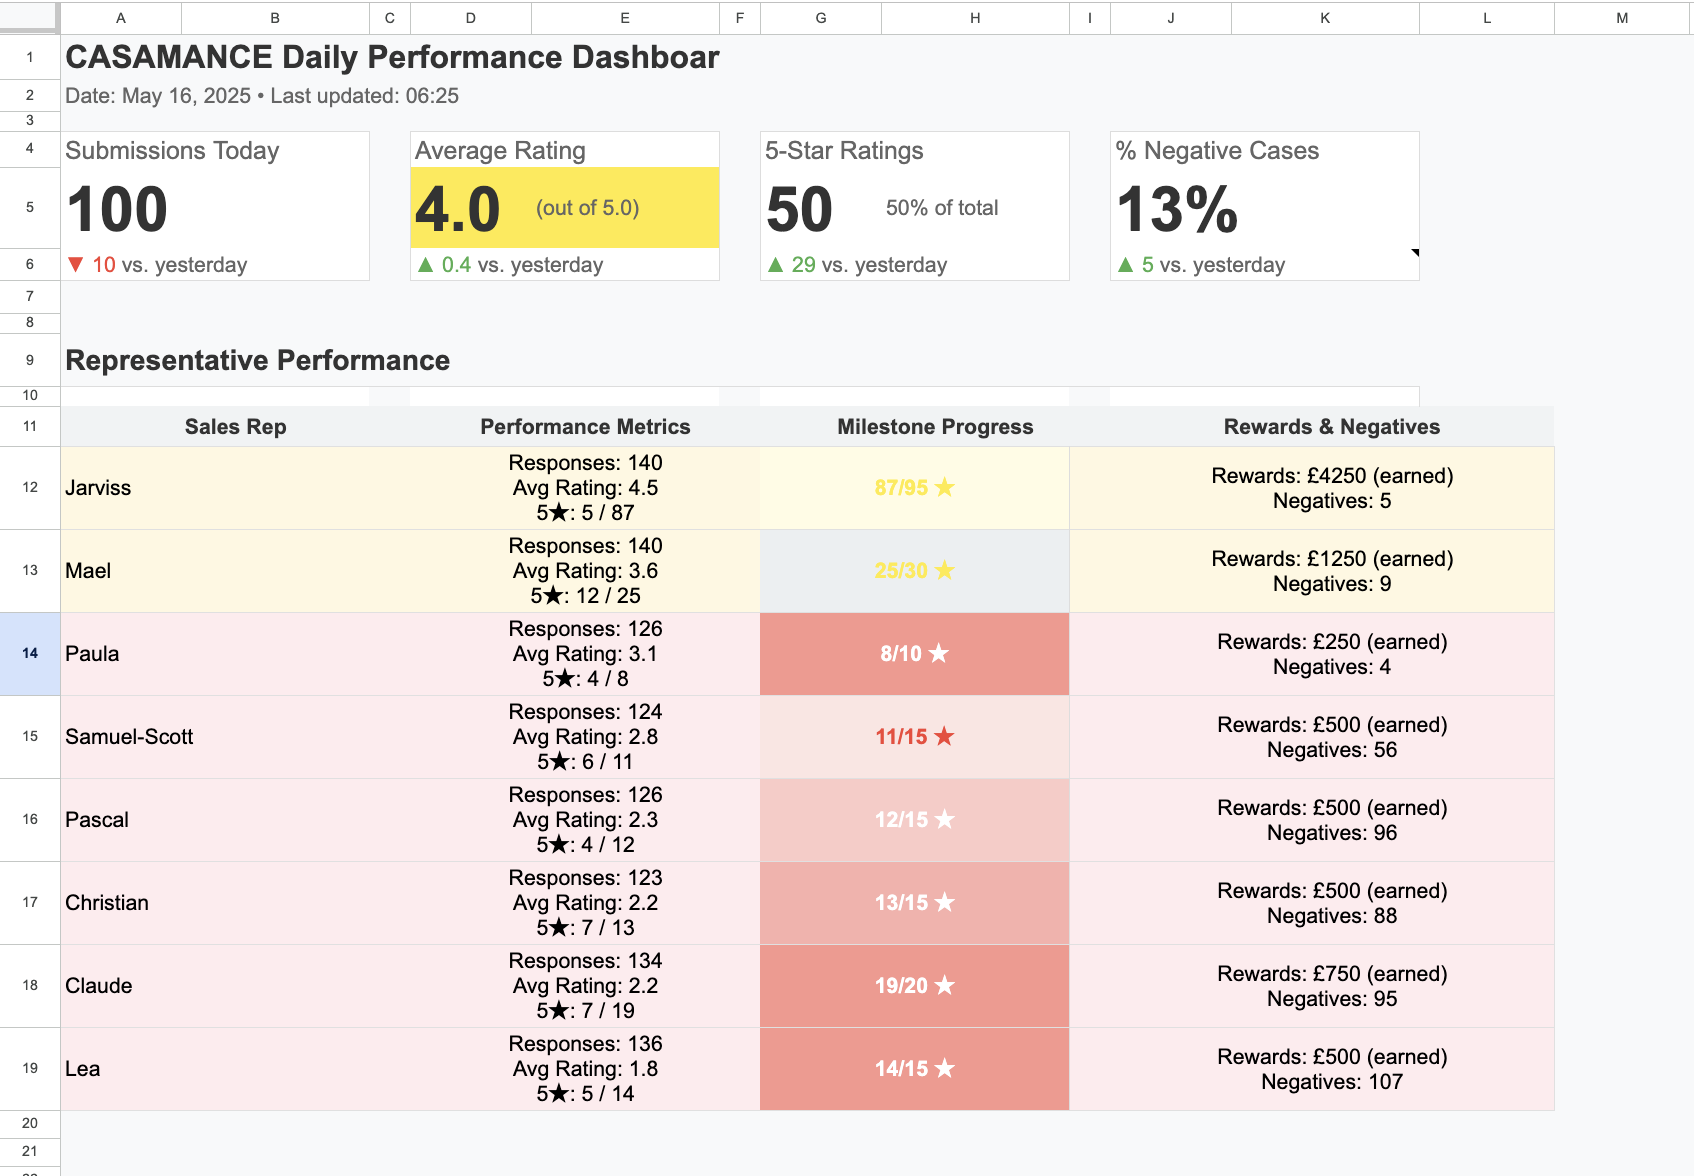 A B C D E F G H I J K L M
1 CASAMANCE Daily Performance Dashboar
2 Date: May 16, 2025 • Last updated: 06:25
3
4 Submissions Today Average Rating 5-Star Ratings % Negative Cases
5 100 4.0 (out of 5.0) 50 50% of total 13%
6 ▼ 10 vs. yesterday ▲ 0.4 vs. yesterday ▲ 29 vs. yesterday ▲ 5 vs. yesterday
7
8
9 Representative Performance
10
11 Sales Rep Performance Metrics Milestone Progress Rewards & Negatives
12 Jarviss
Responses: 140
Avg Rating: 4.5
5★: 5 / 87
87/95 ★
Rewards: £4250 (earned)
Negatives: 5
13 Mael
Responses: 140
Avg Rating: 3.6
5★: 12 / 25
25/30 ★
Rewards: £1250 (earned)
Negatives: 9
14 Paula
Responses: 126
Avg Rating: 3.1
5★: 4 / 8
8/10 ★
Rewards: £250 (earned)
Negatives: 4
15 Samuel-Scott
Responses: 124
Avg Rating: 2.8
5★: 6 / 11
11/15 ★
Rewards: £500 (earned)
Negatives: 56
16 Pascal
Responses: 126
Avg Rating: 2.3
5★: 4 / 12
12/15 ★
Rewards: £500 (earned)
Negatives: 96
17 Christian
Responses: 123
Avg Rating: 2.2
5★: 7 / 13
13/15 ★
Rewards: £500 (earned)
Negatives: 88
18 Claude
Responses: 134
Avg Rating: 2.2
5★: 7 / 19
19/20 ★
Rewards: £750 (earned)
Negatives: 95
19 Lea
Responses: 136
Avg Rating: 1.8
5★: 5 / 14
14/15 ★
Rewards: £500 (earned)
Negatives: 107
20
21